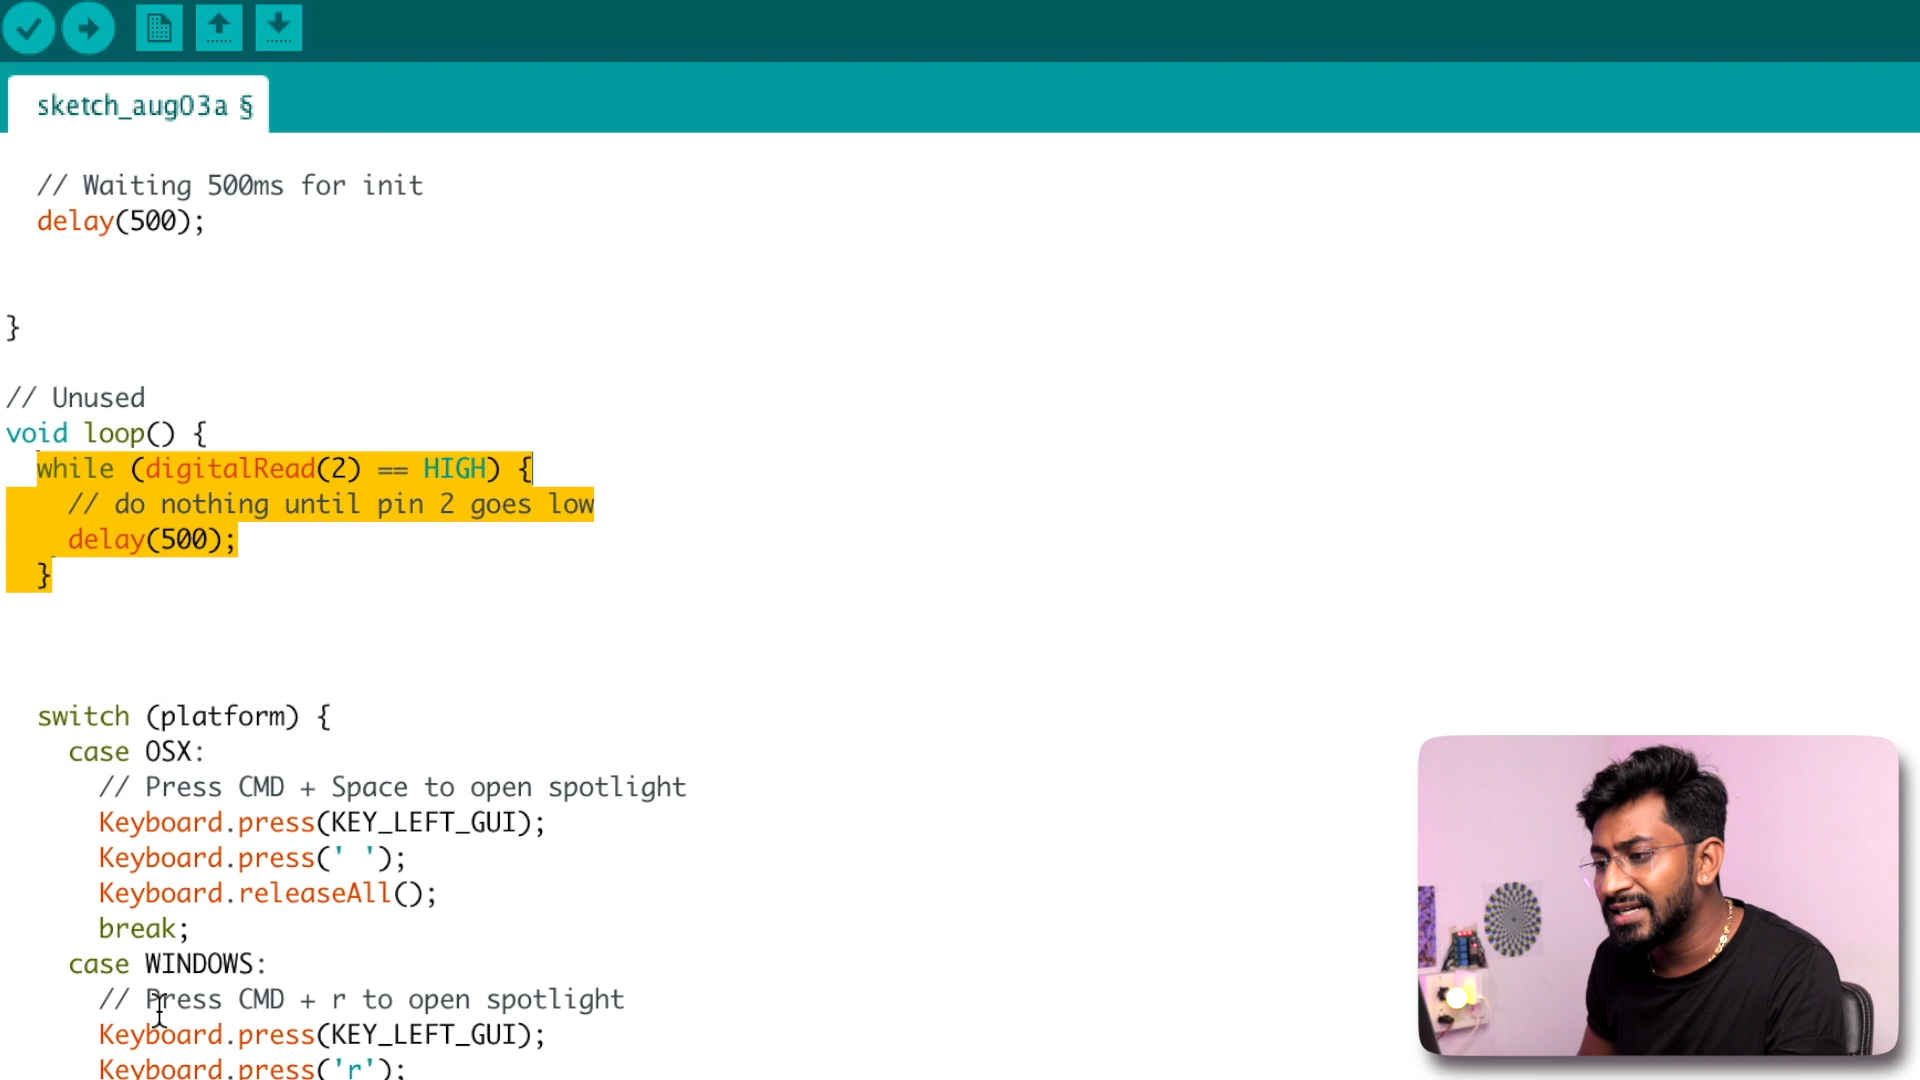 sketch_aug03a §
// Waiting 500ms for init
delay(500);
}
// Unused
void loop() {
while (digitalRead(2) == HIGH) {
// do nothing until pin 2 goes low
delay(500);
}
switch (platform) {
case OSX:
// Press CMD + Space to open spotlight
Keyboard.press(KEY_LEFT_GUI);
Keyboard.press(' ');
Keyboard.releaseAll();
break;
case WINDOWS:
// Press CMD + r to open spotlight
Keyboard.press(KEY_LEFT_GUI);
Keyboard.press('r');